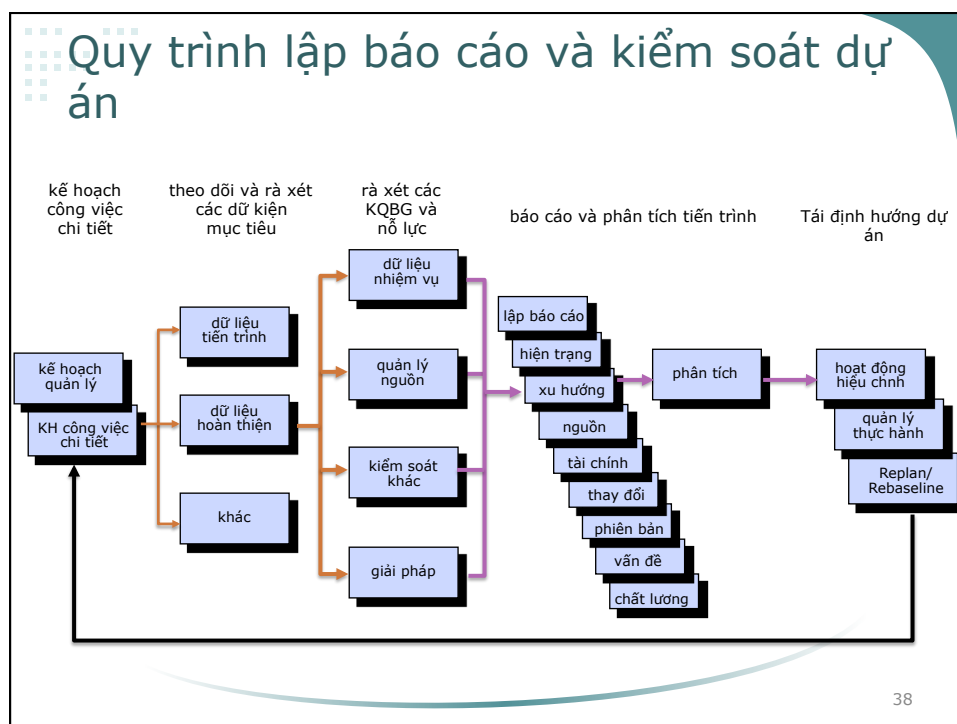 Quy trình lập báo cáo và kiểm soát dự
án
kế hoạch
công việc
chi tiết
theo dõi và rà xét
các dữ kiện
mục tiêu
rà xét các
KQBG và
nỗ lực
báo cáo và phân tích tiến trình
Tái định hướng dự
án
kế hoạch
quản lý
KH công việc
chi tiết
dữ liệu
tiến trình
dữ liệu
hoàn thiện
khác
dữ liệu
nhiệm vụ
quản lý
nguồn
kiểm soát
khác
giải pháp
lập báo cáo
hiện trạng
xu hướng
nguồn
tài chính
thay đổi
phiên bản
vấn đề
chất lương
phân tích
hoạt động
hiệu chnh
quản lý
thực hành
Replan/
Rebaseline
38